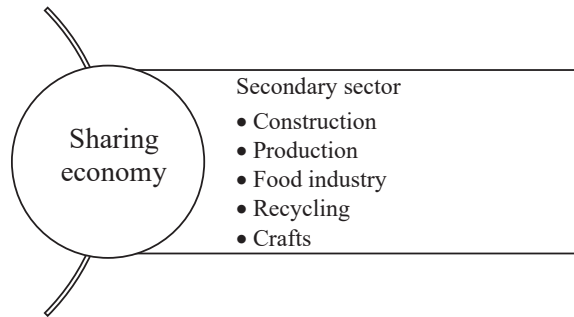 Sharing
economy
Secondary sector
• Construction
• Production
• Food industry
• Recycling
• Crafts